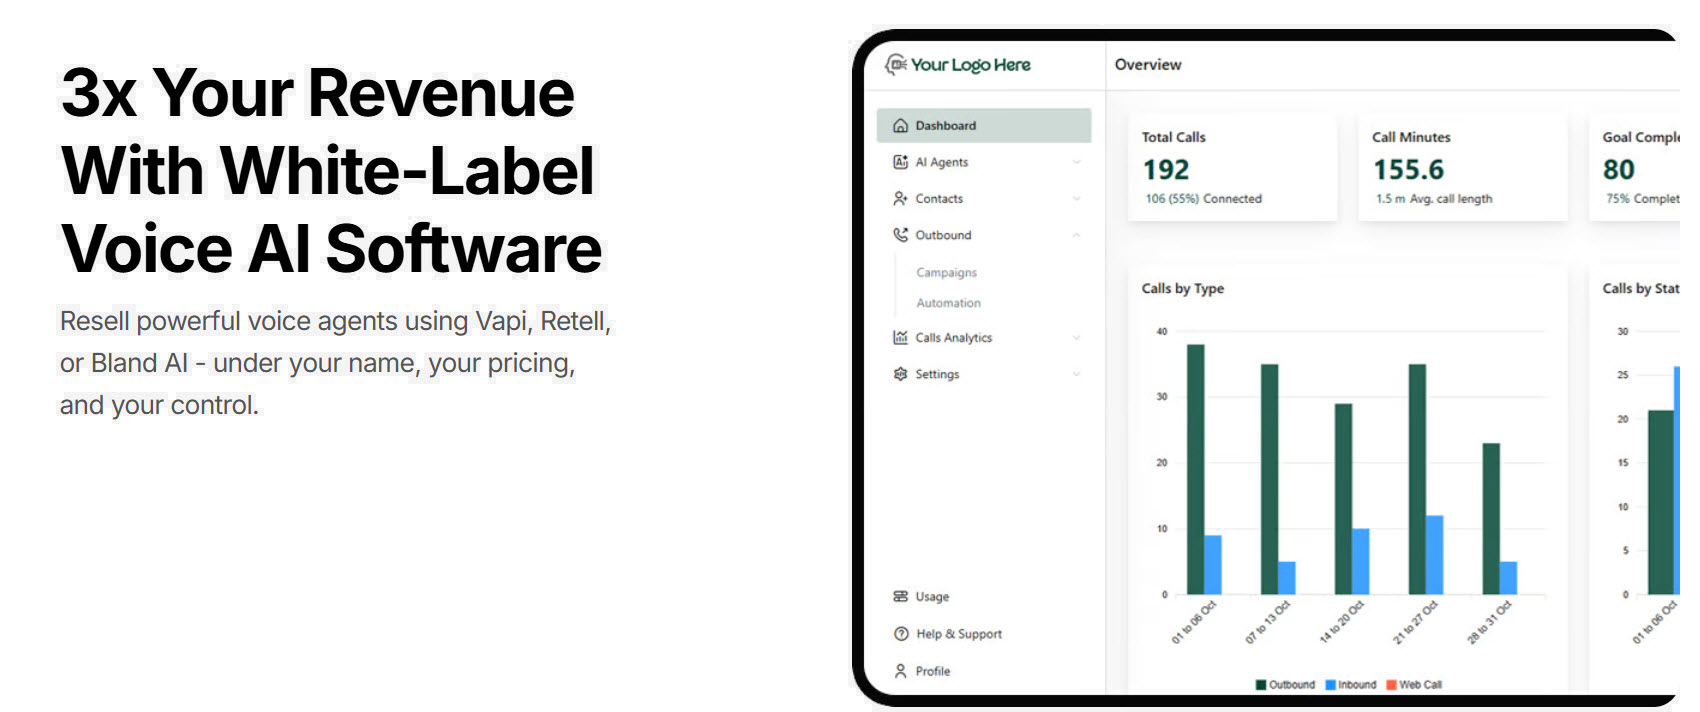 3x Your Revenue
With White-Label
Voice AI Software
Resell powerful voice agents using Vapi, Retell,
or Bland AI - under your name, your pricing,
and your control.
Your Logo Here
Overview
Dashboard
AI Agents
Contacts
Outbound
Campaigns
Automation
Calls Analytics
Settings
Usage
Help & Support
Profile
Total Calls
192
106 (55%) Connected
Call Minutes
155.6
1.5 m Avg. call length
Goal Comple
80
75% Complet
Calls by Type
40
30
20
10
0
01 to 06 Oct
07 to 13 Oct
14 to 20 Oct
21 to 27 Oct
28 to 31 Oct
Outbound Inbound Web Call
Calls by Stat
30
25
20
15
10
5
0
01 to 06 Oct